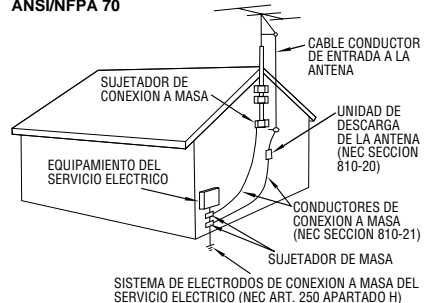 ANSI/NFPA 70
CABLE CONDUCTOR
DE ENTRADA A LA
ANTENA
SUJETADOR DE
CONEXION A MASA
UNIDAD DE
DESCARGA
DE LA ANTENA
(NEC SECCION
810-20)
EQUIPAMIENTO DEL
SERVICIO ELECTRICO
CONDUCTORES DE
CONEXION A MASA
(NEC SECCION 810-21)
SUJETADOR DE MASA
SISTEMA DE ELECTRODOS DE CONEXION A MASA DEL
SERVICIO ELECTRICO (NEC ART. 250 APARTADO H)